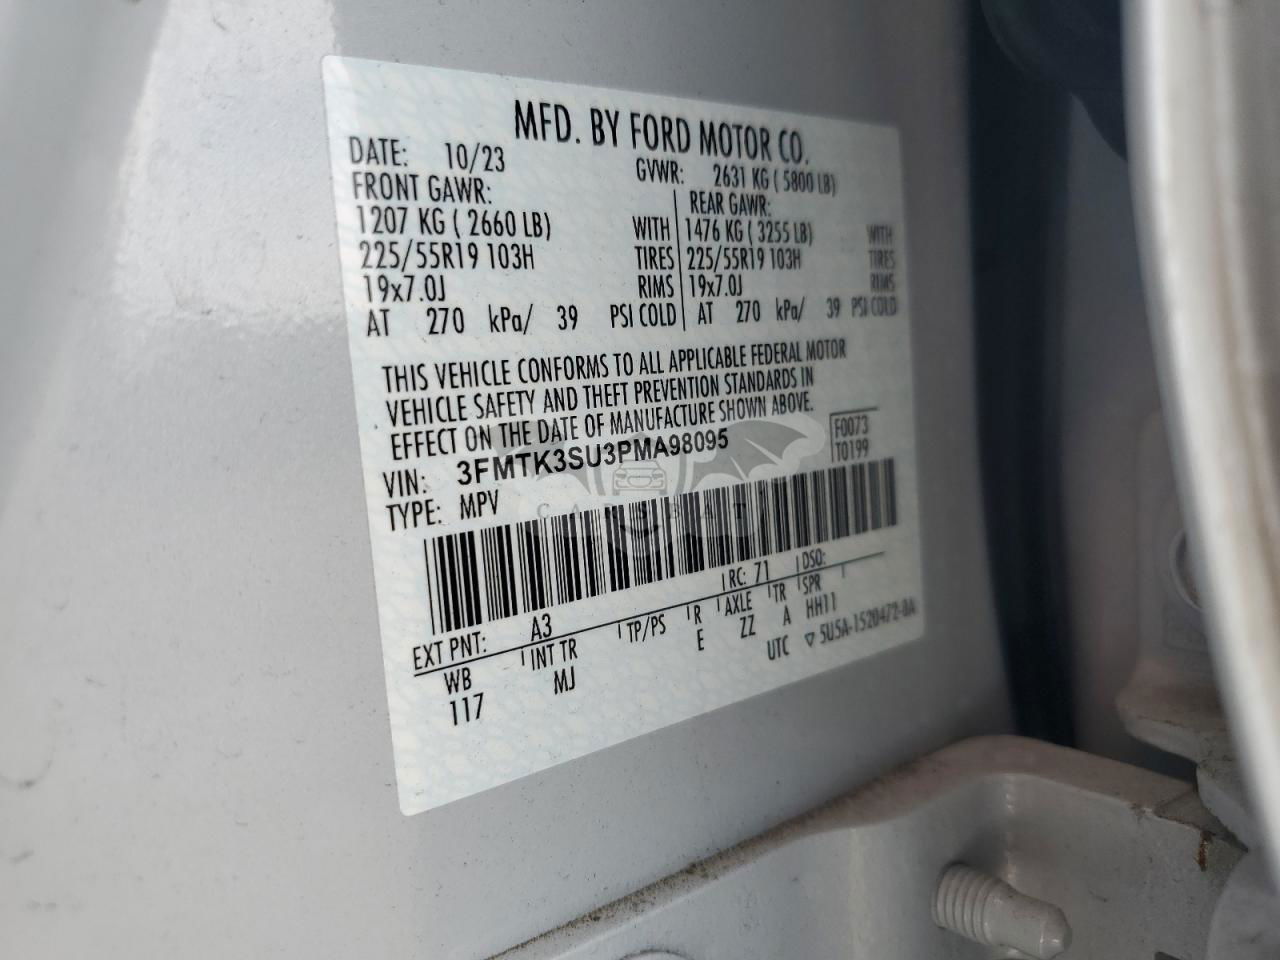 MFD. BY FORD MOTOR CO.
DATE: 10/23 GVWR: 2631 KG ( 5800 LB)
FRONT GAWR: REAR GAWR:
1207 KG ( 2660 LB) WITH 1476 KG ( 3255 LB) WITH
225/55R19 103H TIRES 225/55R19 103H TIRES
19x7.0J RIMS 19x7.0J RIMS
AT 270 kPa/ 39 PSI COLD AT 270 kPa/ 39 PSI COLD
THIS VEHICLE CONFORMS TO ALL APPLICABLE FEDERAL MOTOR
VEHICLE SAFETY AND THEFT PREVENTION STANDARDS IN
EFFECT ON THE DATE OF MANUFACTURE SHOWN ABOVE.
F0073
T0199
VIN: 3FMTK3SU3PMA98095
TYPE: MPV
CARSBAT
EXT PNT: A3 RC: 71 DSO:
WB INT TR TP/PS R AXLE TR SPR
117 MJ E ZZ A HH11
UTC ▽ 5U5A-1520472-0A